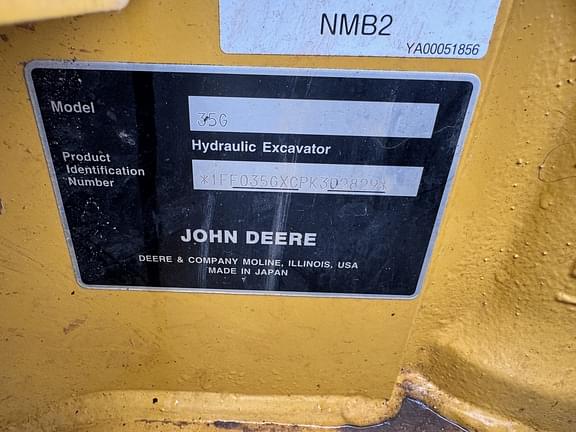 NMB2
YA00051856
Model
35G
Hydraulic Excavator
Product
Identification
Number
*1FF035GXCPK302822*
JOHN DEERE
DEERE & COMPANY MOLINE, ILLINOIS, USA
MADE IN JAPAN